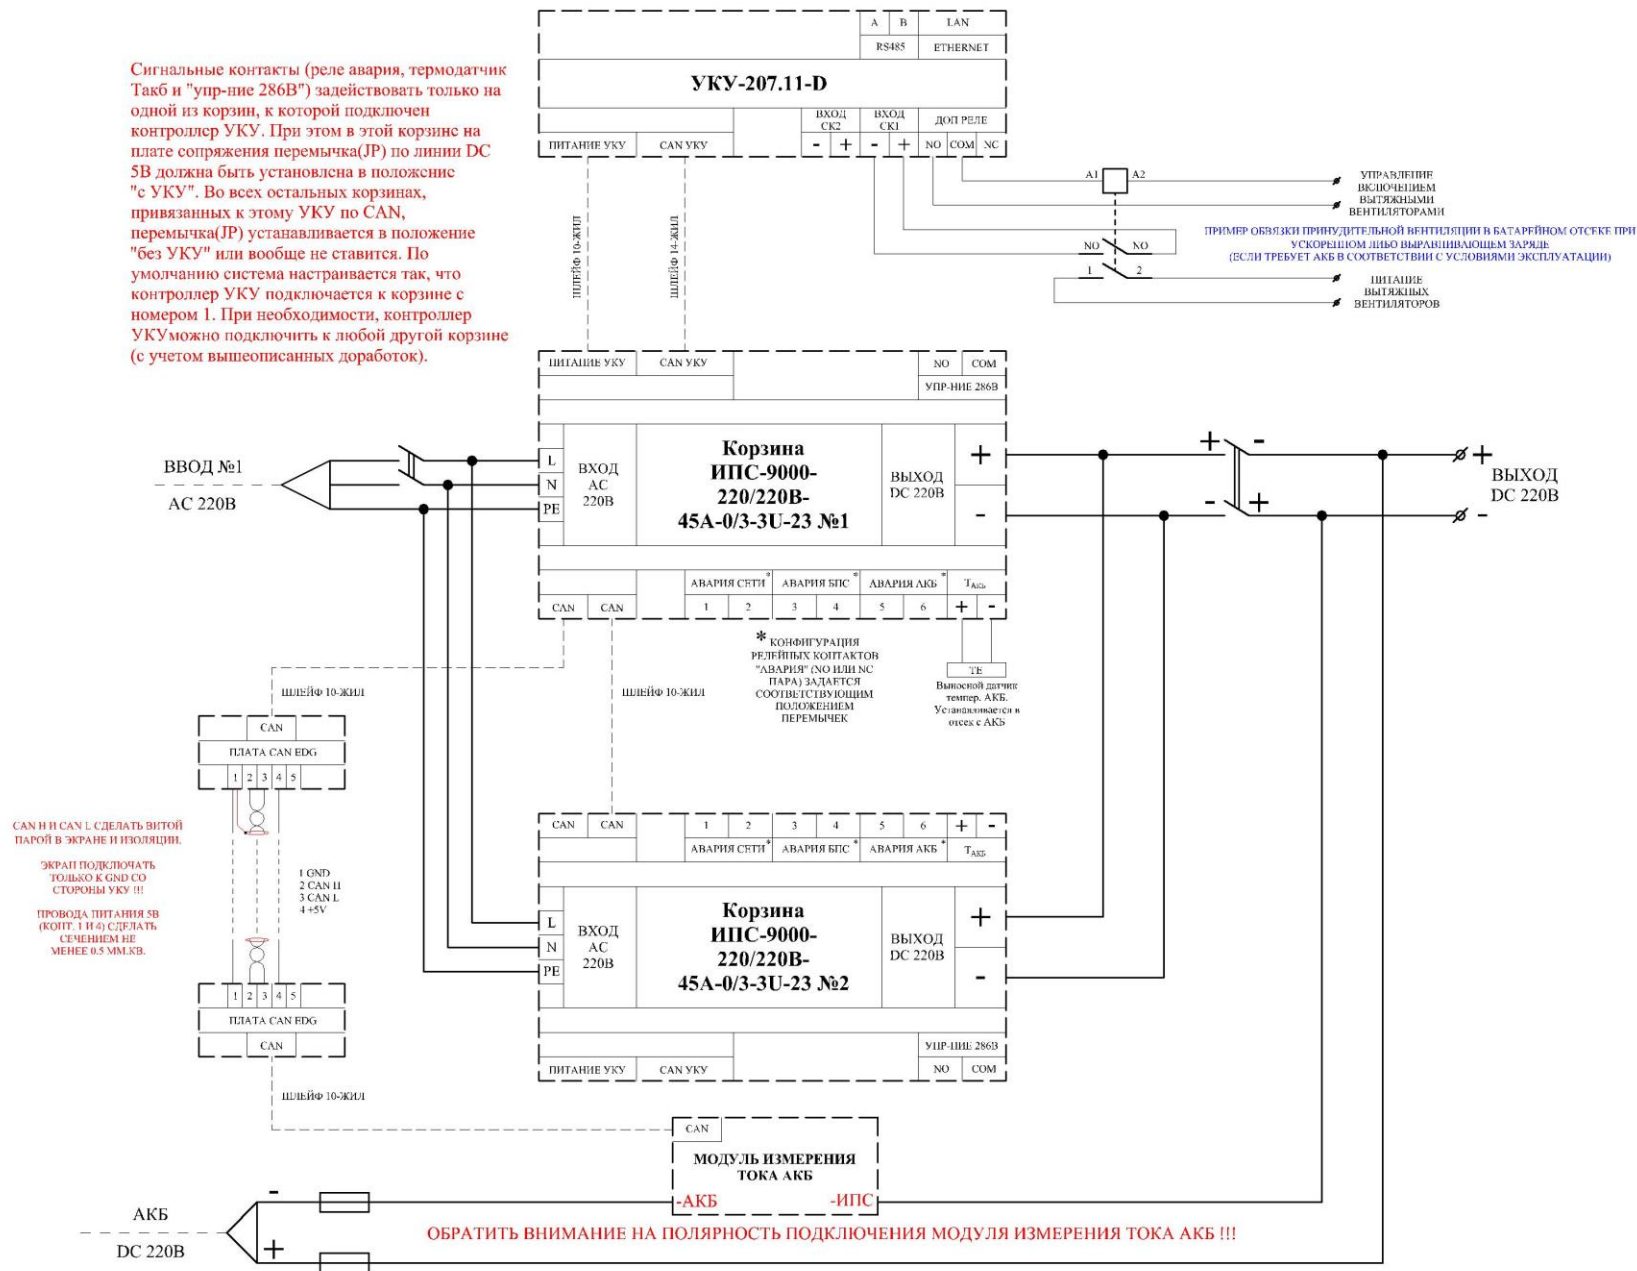 A B LAN
RS485 ETHERNET
УКУ-207.11-D
ВХОД СК2 ВХОД СК1 ДОП РЕЛЕ
ПИТАНИЕ УКУ CAN УКУ - + - + NO COM NC
Сигнальные контакты (реле авария, термодатчик
Такб и "упр-ние 286В") задействовать только на
одной из корзин, к которой подключен
контроллер УКУ. При этом в этой корзине на
плате сопряжения перемычка(JP) по линии DC
5В должна быть установлена в положение
"с УКУ". Во всех остальных корзинах,
привязанных к этому УКУ по CAN,
перемычка(JP) устанавливается в положение
"без УКУ" или вообще не ставится. По
умолчанию система настраивается так, что
контроллер УКУ подключается к корзине с
номером 1. При необходимости, контроллер
УКУможно подключить к любой другой корзине
(с учетом вышеописанных доработок).
ШЛЕЙФ 10-ЖИЛ
ШЛЕЙФ 14-ЖИЛ
A1 A2
УПРАВЛЕНИЕ
ВКЛЮЧЕНИЕМ
ВЫТЯЖНЫМИ
ВЕНТИЛЯТОРАМИ
ПРИМЕР ОБВЯЗКИ ПРИНУДИТЕЛЬНОЙ ВЕНТИЛЯЦИИ В БАТАРЕЙНОМ ОТСЕКЕ ПРИ
УСКОРЕННОМ ЛИБО ВЫРАВНИВАЮЩЕМ ЗАРЯДЕ
(ЕСЛИ ТРЕБУЕТ АКБ В СООТВЕТСТВИИ С УСЛОВИЯМИ ЭКСПЛУАТАЦИИ)
NO NO
1 2
ПИТАНИЕ
ВЫТЯЖНЫХ
ВЕНТИЛЯТОРОВ
ПИТАНИЕ УКУ CAN УКУ NO COM
УПР-НИЕ 286В
ВВОД №1
AC 220В
L
N
PE
ВХОД
AC
220В
Корзина
ИПС-9000-
220/220В-
45А-0/3-3U-23 №1
ВЫХОД
DC 220В
+
-
+ -
- +
+
-
ВЫХОД
DC 220В
АВАРИЯ СЕТИ* АВАРИЯ БПС* АВАРИЯ АКБ* TАКБ
CAN CAN 1 2 3 4 5 6 + -
* КОНФИГУРАЦИЯ
РЕЛЕЙНЫХ КОНТАКТОВ
"АВАРИЯ" (NO ИЛИ NC
ПАРА) ЗАДАЕТСЯ
СООТВЕТСТВУЮЩИМ
ПОЛОЖЕНИЕМ
ПЕРЕМЫЧЕК
TE
Выносной датчик
темпер. АКБ.
Устанавливается в
отсек с АКБ
ШЛЕЙФ 10-ЖИЛ
ШЛЕЙФ 10-ЖИЛ
CAN
ПЛАТА CAN EDG
1 2 3 4 5
CAN H И CAN L СДЕЛАТЬ ВИТОЙ
ПАРОЙ В ЭКРАНЕ И ИЗОЛЯЦИИ.
ЭКРАН ПОДКЛЮЧАТЬ
ТОЛЬКО К GND СО
СТОРОНЫ УКУ !!!
ПРОВОДА ПИТАНИЯ 5В
(КОНТ. 1 И 4) СДЕЛАТЬ
СЕЧЕНИЕМ НЕ
МЕНЕЕ 0.5 ММ.КВ.
1 GND
2 CAN H
3 CAN L
4 +5V
1 2 3 4 5
ПЛАТА CAN EDG
CAN
ШЛЕЙФ 10-ЖИЛ
CAN CAN 1 2 3 4 5 6 + -
АВАРИЯ СЕТИ* АВАРИЯ БПС* АВАРИЯ АКБ* TАКБ
L
N
PE
ВХОД
AC
220В
Корзина
ИПС-9000-
220/220В-
45А-0/3-3U-23 №2
ВЫХОД
DC 220В
+
-
УПР-НИЕ 286В
ПИТАНИЕ УКУ CAN УКУ NO COM
CAN
МОДУЛЬ ИЗМЕРЕНИЯ
ТОКА АКБ
-АКБ -ИПС
АКБ
DC 220В
-
+
ОБРАТИТЬ ВНИМАНИЕ НА ПОЛЯРНОСТЬ ПОДКЛЮЧЕНИЯ МОДУЛЯ ИЗМЕРЕНИЯ ТОКА АКБ !!!